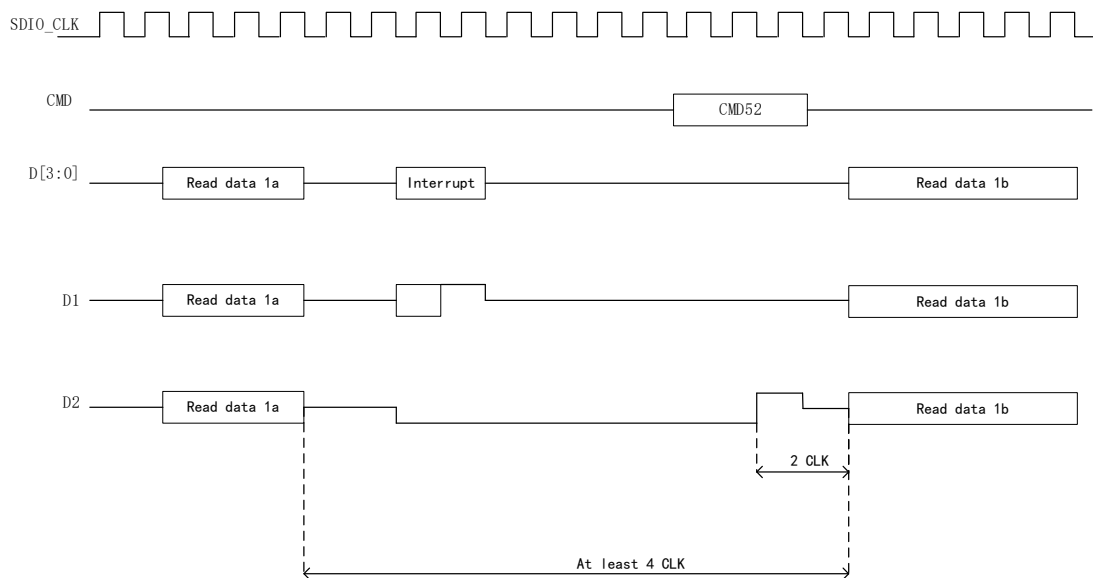 SDIO_CLK
CMD
CMD52
D[3:0]
Read data 1a
Interrupt
Read data 1b
D1
Read data 1a
Read data 1b
D2
Read data 1a
Read data 1b
2 CLK
At least 4 CLK